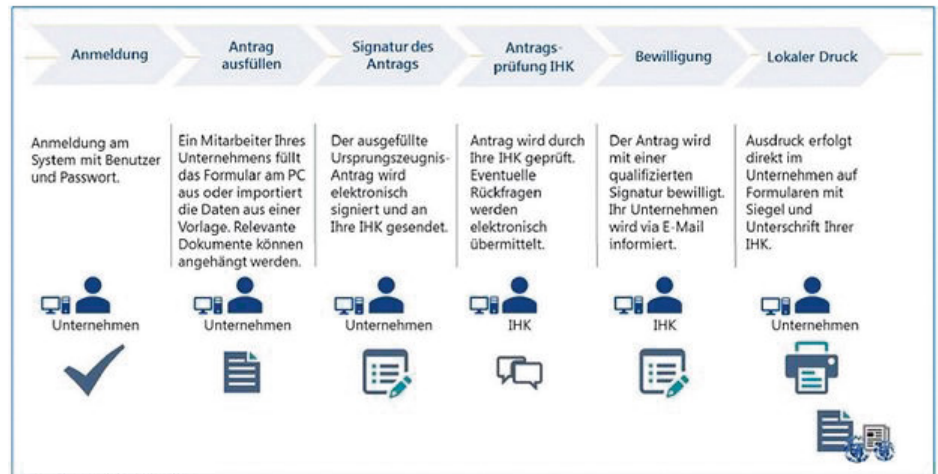 Anmeldung
Antrag
ausfüllen
Signatur des
Antrags
Antrags-
prüfung IHK
Bewilligung
Lokaler Druck
Anmeldung am
System mit Benutzer
und Passwort.
Ein Mitarbeiter Ihres
Unternehmens füllt
das Formular am PC
aus oder importiert
die Daten aus einer
Vorlage. Relevante
Dokumente können
angehängt werden.
Der ausgefüllte
Ursprungszeugnis-
Antrag wird
elektronisch
signiert und an
Ihre IHK gesendet.
Antrag wird durch
Ihre IHK geprüft.
Eventuelle
Rückfragen
werden
elektronisch
übermittelt.
Der Antrag wird
mit einer
qualifizierten
Signatur bewilligt.
Ihr Unternehmen
wird via E-Mail
informiert.
Ausdruck erfolgt
direkt im
Unternehmen auf
Formularen mit
Siegel und
Unterschrift Ihrer
IHK.
Unternehmen
Unternehmen
Unternehmen
IHK
IHK
Unternehmen